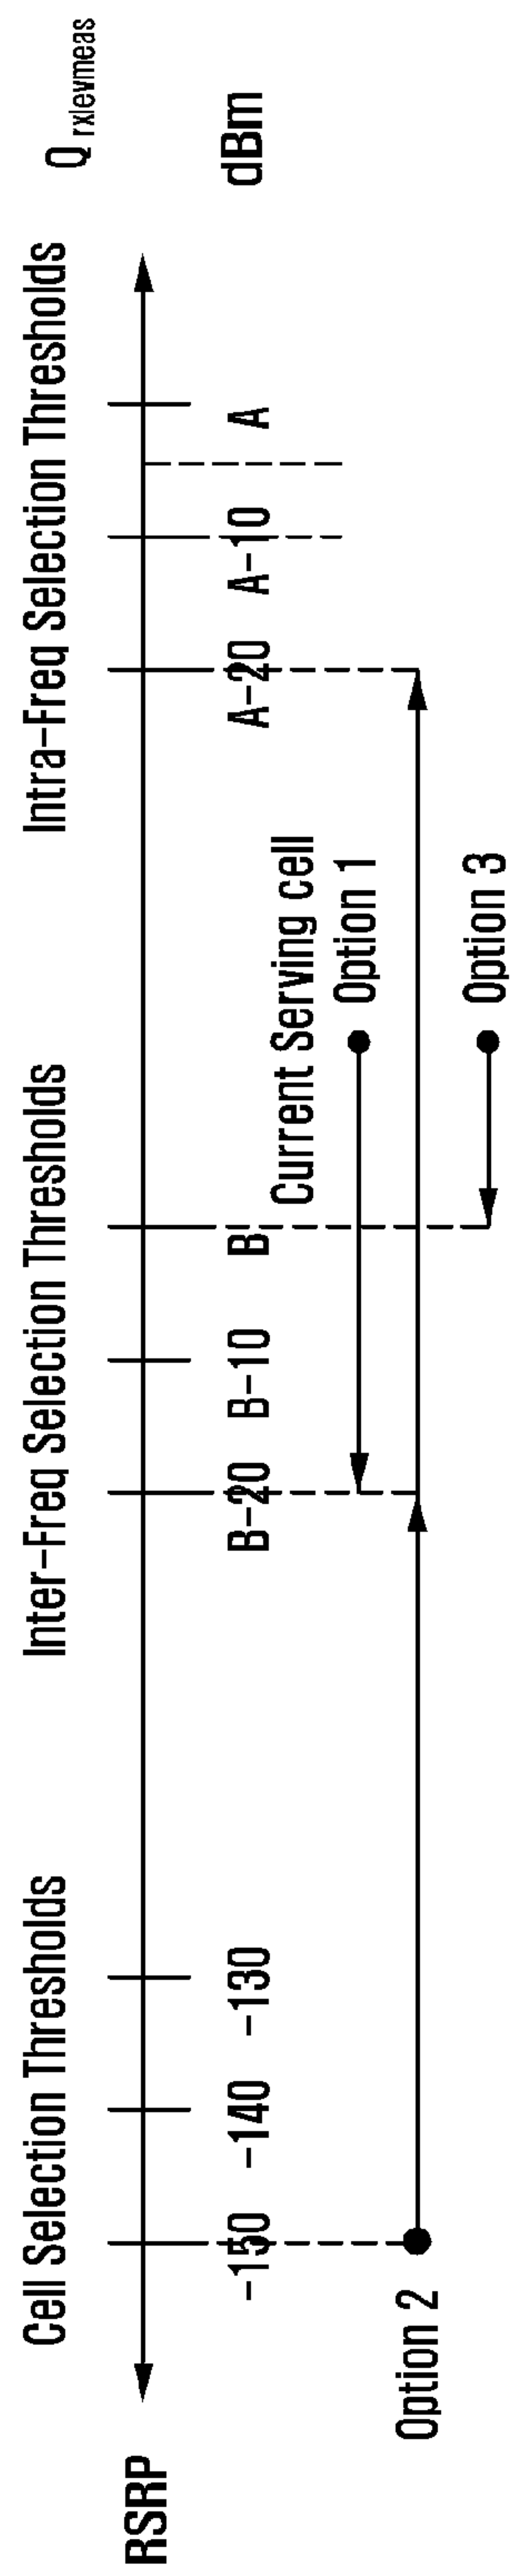 Cell Selection Thresholds
Inter-Freq Selection Thresholds
Intra-Freq Selection Thresholds
Qrxlevmeas
RSRP
-150
-140
-130
B-20
B-10
B
A-20
A-10
A
dBm
Current Serving cell
Option 1
Option 2
Option 3